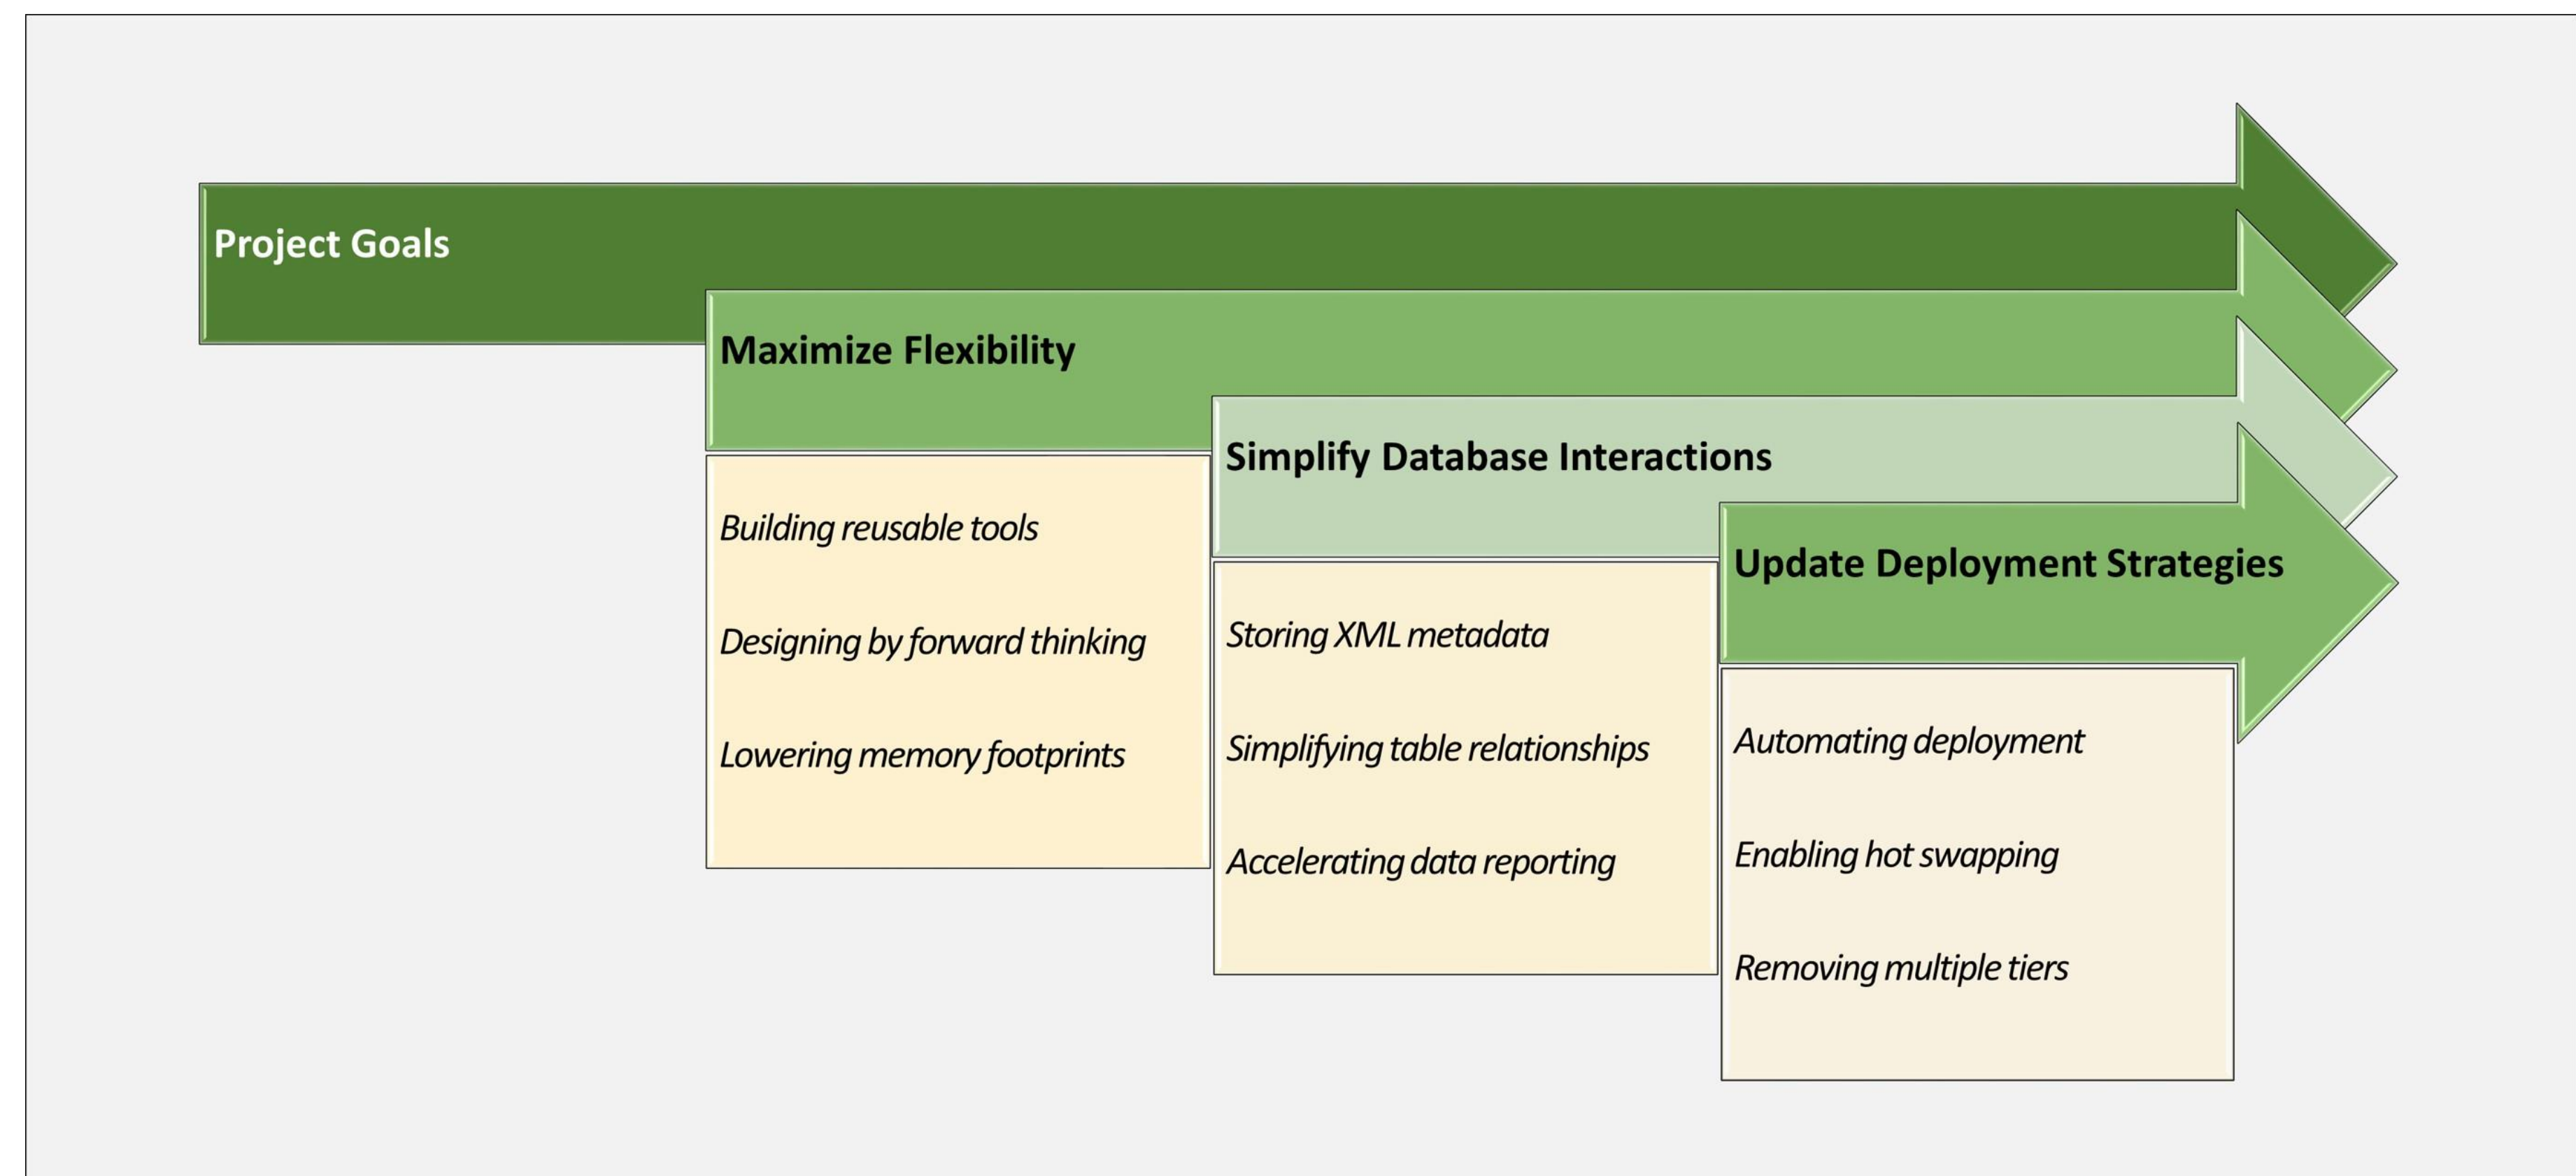 Project Goals
Maximize Flexibility
Building reusable tools
Designing by forward thinking
Lowering memory footprints
Simplify Database Interactions
Storing XML metadata
Simplifying table relationships
Accelerating data reporting
Update Deployment Strategies
Automating deployment
Enabling hot swapping
Removing multiple tiers